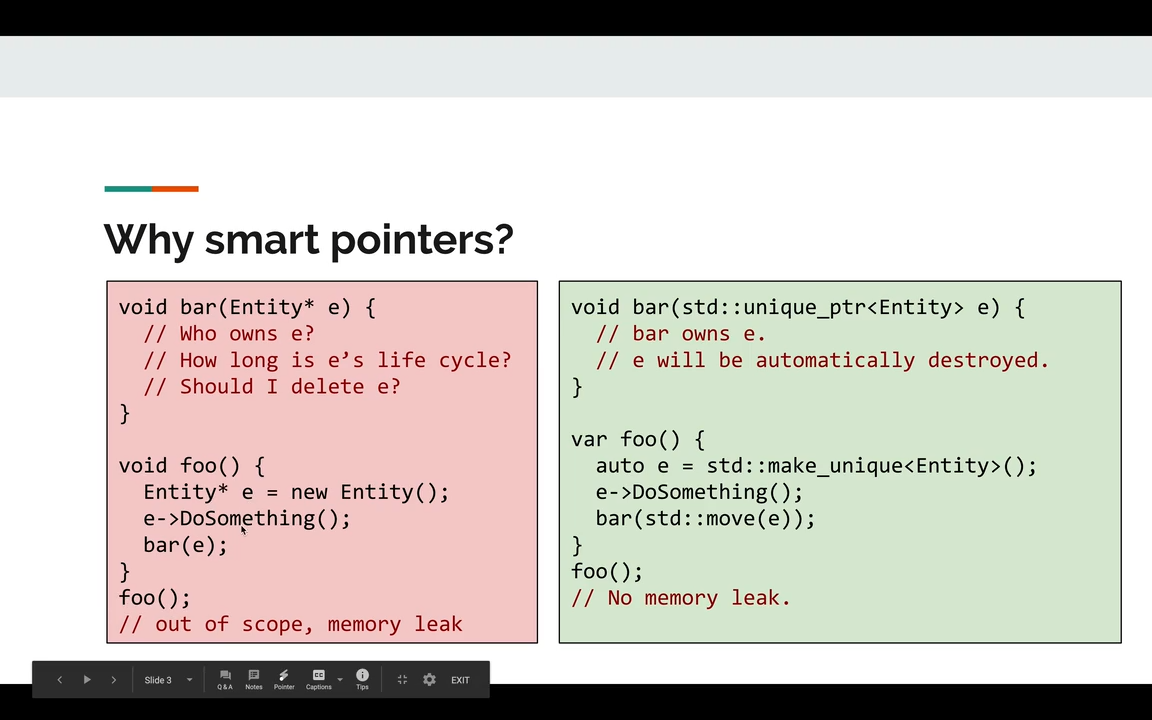 Why smart pointers?
void bar(Entity* e) {
  // Who owns e?
  // How long is e’s life cycle?
  // Should I delete e?
}

void foo() {
  Entity* e = new Entity();
  e->DoSomething();
  bar(e);
}
foo();
// out of scope, memory leak
void bar(std::unique_ptr<Entity> e) {
  // bar owns e.
  // e will be automatically destroyed.
}

var foo() {
  auto e = std::make_unique<Entity>();
  e->DoSomething();
  bar(std::move(e));
}
foo();
// No memory leak.
Slide 3
Q & A
Notes
Pointer
CC
Captions
Tips
EXIT